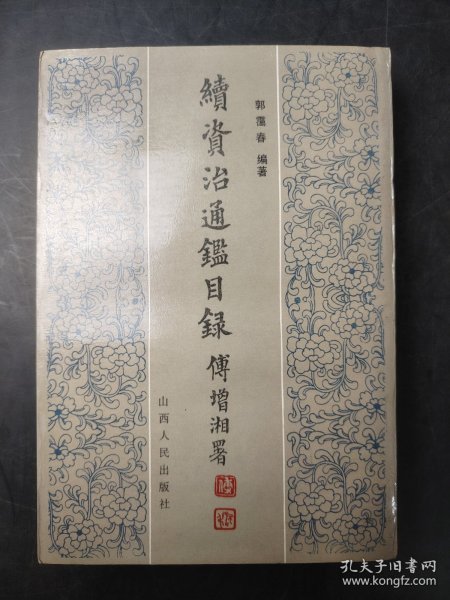 郭霭春 编著
續資治通鑑目録
傅增湘署
山西人民出版社
孔夫子旧书网
www.kongfz.com